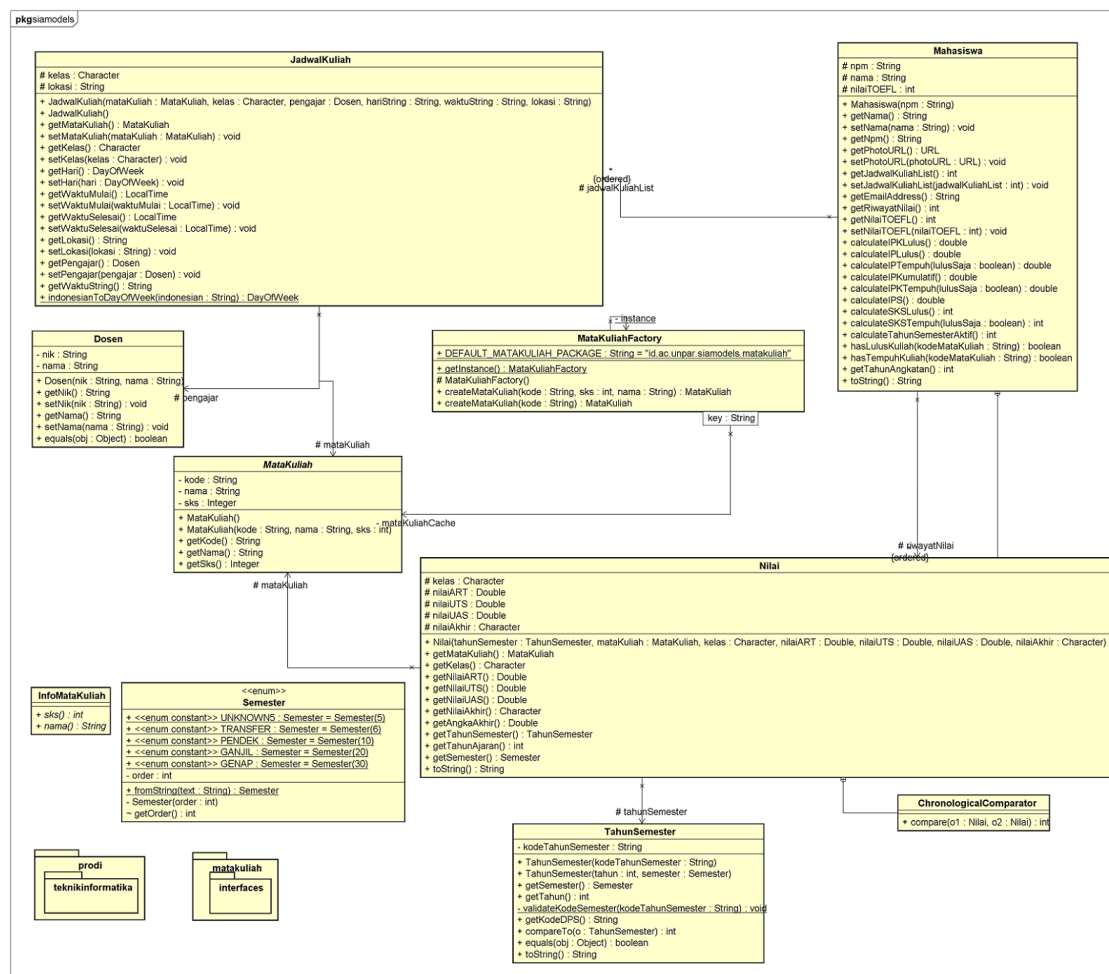 pkg siamodels
JadwalKuliah
# kelas : Character
# lokasi : String
+ JadwalKuliah(mataKuliah : MataKuliah, kelas : Character, pengajar : Dosen, hariString : String, waktuString : String, lokasi : String)
+ JadwalKuliah()
+ getMataKuliah() : MataKuliah
+ setMataKuliah(mataKuliah : MataKuliah) : void
+ getKelas() : Character
+ setKelas(kelas : Character) : void
+ getHari() : DayOfWeek
+ setHari(hari : DayOfWeek) : void
+ getWaktuMulai() : LocalTime
+ setWaktuMulai(waktuMulai : LocalTime) : void
+ getWaktuSelesai() : LocalTime
+ setWaktuSelesai(waktuSelesai : LocalTime) : void
+ getLokasi() : String
+ setLokasi(lokasi : String) : void
+ getPengajar() : Dosen
+ setPengajar(pengajar : Dosen) : void
+ getWaktuString() : String
+ indonesianToDayOfWeek(indonesian : String) : DayOfWeek
Mahasiswa
# npm : String
# nama : String
# nilaiTOEFL : int
+ Mahasiswa(npm : String)
+ getNama() : String
+ setNama(nama : String) : void
+ getNpm() : String
+ getPhotoURL() : URL
+ setPhotoURL(photoURL : URL) : void
+ getJadwalKuliahList() : int
+ setJadwalKuliahList(jadwalKuliahList : int) : void
+ getEmailAddress() : String
+ getRiwayatNilai() : int
+ getNilaiTOEFL() : int
+ setNilaiTOEFL(nilaiTOEFL : int) : void
+ calculateIPKLulus() : double
+ calculateIPLulus() : double
+ calculateIPTempuh(lulusSaja : boolean) : double
+ calculateIPKumulatif() : double
+ calculateIPKTempuh(lulusSaja : boolean) : double
+ calculateIPS() : double
+ calculateSKSLulus() : int
+ calculateSKSTempuh(lulusSaja : boolean) : int
+ calculateTahunSemesterAktif() : int
+ hasLulusKuliah(kodeMataKuliah : String) : boolean
+ hasTempuhKuliah(kodeMataKuliah : String) : boolean
+ getTahunAngkatan() : int
+ toString() : String
*
{ordered}
# jadwalKuliahList
Dosen
- nik : String
- nama : String
+ Dosen(nik : String, nama : String)
+ getNik() : String
+ setNik(nik : String) : void
+ getNama() : String
+ setNama(nama : String) : void
+ equals(obj : Object) : boolean
# pengajar
# mataKuliah
- instance
MataKuliahFactory
+ DEFAULT_MATAKULIAH_PACKAGE : String = "id.ac.unpar.siamodels.matakuliah"
+ getInstance() : MataKuliahFactory
# MataKuliahFactory()
+ createMataKuliah(kode : String, sks : int, nama : String) : MataKuliah
+ createMataKuliah(kode : String) : MataKuliah
key : String
- mataKuliahCache
MataKuliah
- kode : String
- nama : String
- sks : Integer
+ MataKuliah()
+ MataKuliah(kode : String, nama : String, sks : int)
+ getKode() : String
+ getNama() : String
+ getSks() : Integer
# mataKuliah
# riwayatNilai
{ordered}
Nilai
# kelas : Character
# nilaiART : Double
# nilaiUTS : Double
# nilaiUAS : Double
# nilaiAkhir : Character
+ Nilai(tahunSemester : TahunSemester, mataKuliah : MataKuliah, kelas : Character, nilaiART : Double, nilaiUTS : Double, nilaiUAS : Double, nilaiAkhir : Character)
+ getMataKuliah() : MataKuliah
+ getKelas() : Character
+ getNilaiART() : Double
+ getNilaiUTS() : Double
+ getNilaiUAS() : Double
+ getNilaiAkhir() : Character
+ getAngkaAkhir() : Double
+ getTahunSemester() : TahunSemester
+ getTahunAjaran() : int
+ getSemester() : Semester
+ toString() : String
InfoMataKuliah
+ sks() : int
+ nama() : String
<<enum>>
Semester
+ <<enum constant>> UNKNOWN5 : Semester = Semester(5)
+ <<enum constant>> TRANSFER : Semester = Semester(6)
+ <<enum constant>> PENDEK : Semester = Semester(10)
+ <<enum constant>> GANJIL : Semester = Semester(20)
+ <<enum constant>> GENAP : Semester = Semester(30)
- order : int
+ fromString(text : String) : Semester
- Semester(order : int)
~ getOrder() : int
# tahunSemester
ChronologicalComparator
+ compare(o1 : Nilai, o2 : Nilai) : int
TahunSemester
- kodeTahunSemester : String
+ TahunSemester(kodeTahunSemester : String)
+ TahunSemester(tahun : int, semester : Semester)
+ getSemester() : Semester
+ getTahun() : int
- validateKodeSemester(kodeTahunSemester : String) : void
+ getKodeDPS() : String
+ compareTo(o : TahunSemester) : int
+ equals(obj : Object) : boolean
+ toString() : String
prodi
teknikinformatika
matakuliah
interfaces